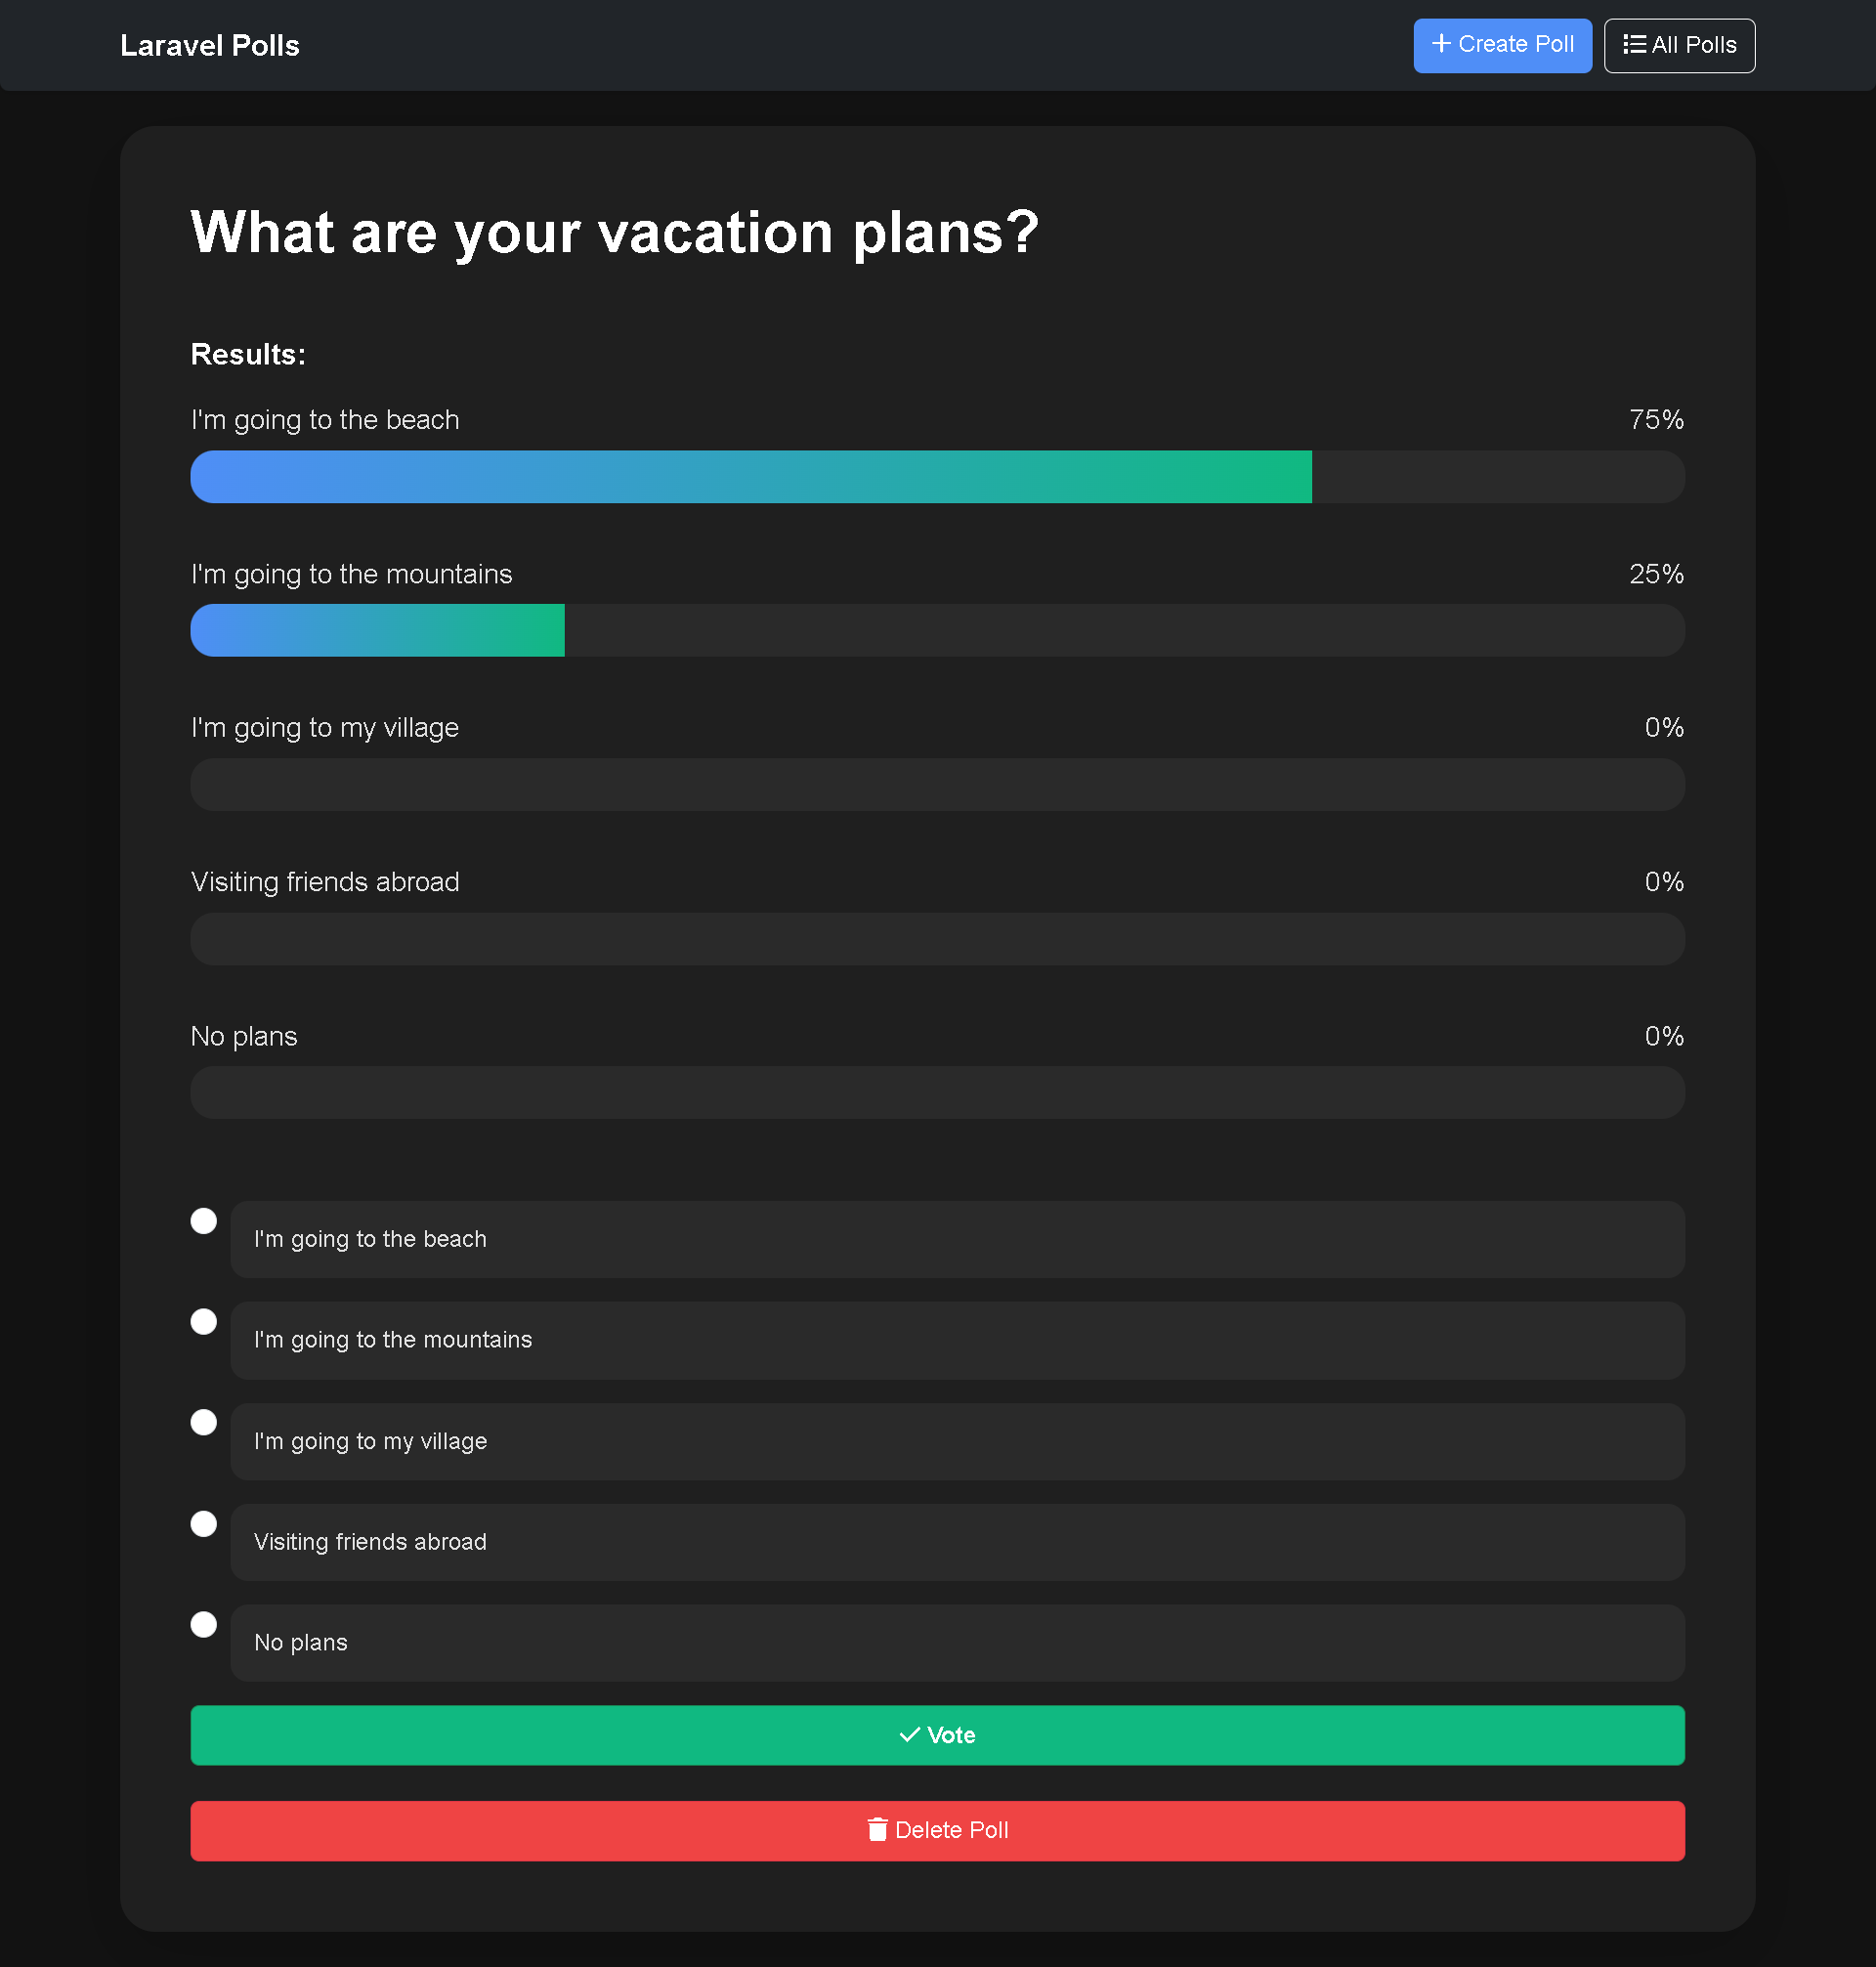 Laravel Polls
Create Poll
All Polls
What are your vacation plans?
Results:
I'm going to the beach 75%
I'm going to the mountains 25%
I'm going to my village 0%
Visiting friends abroad 0%
No plans 0%
I'm going to the beach
I'm going to the mountains
I'm going to my village
Visiting friends abroad
No plans
Vote
Delete Poll